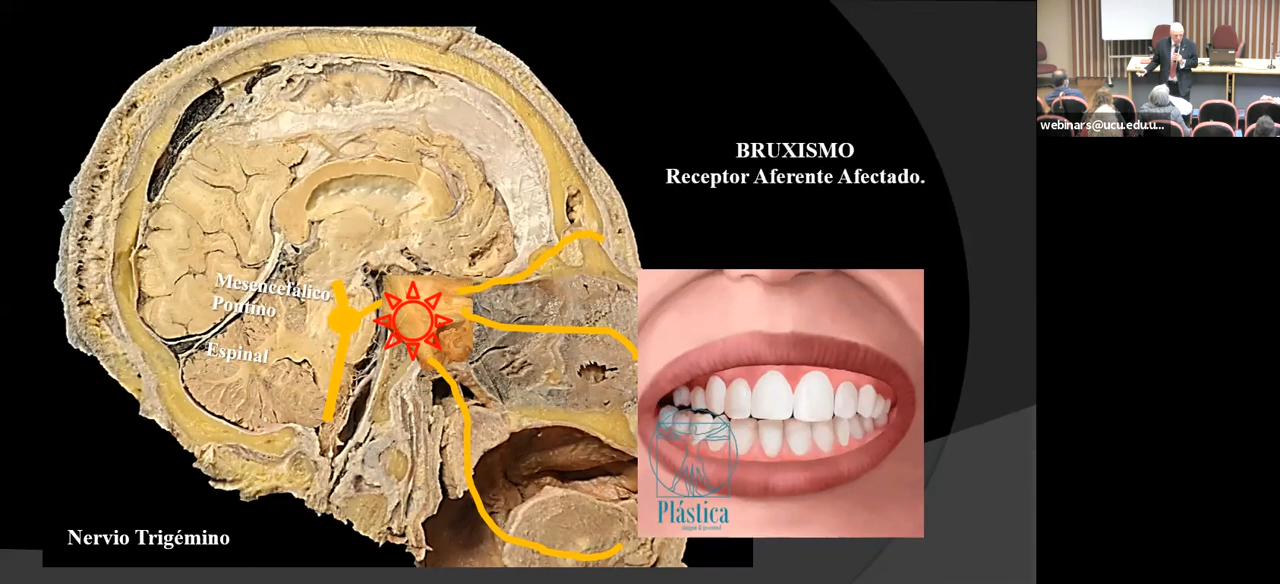 BRUXISMO
Receptor Aferente Afectado.
Mesencefálico
Pontino
Espinal
Nervio Trigémino
Plástica
webinars@ucu.edu.u...